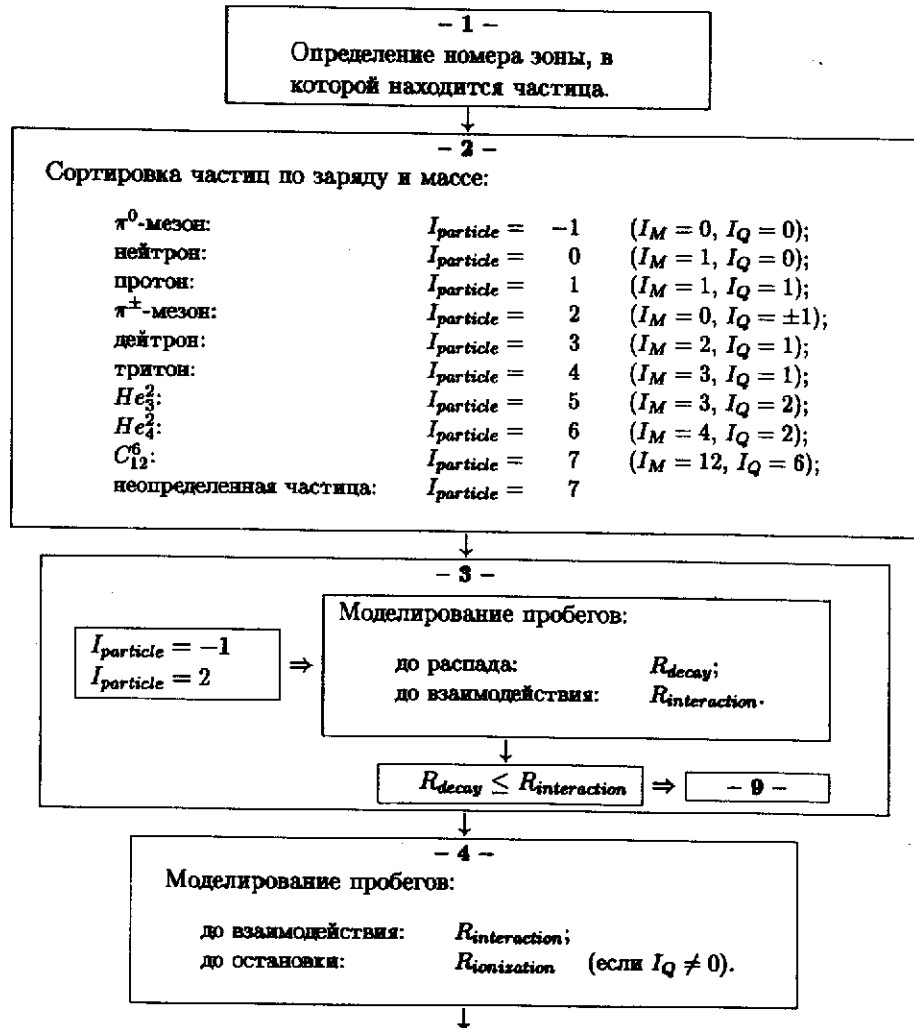 – 1 –
Определение номера зоны, в
которой находится частица.
↓
– 2 –
Сортировка частиц по заряду и массе:
π⁰-мезон: I_particle = −1 (I_M = 0, I_Q = 0);
нейтрон: I_particle = 0 (I_M = 1, I_Q = 0);
протон: I_particle = 1 (I_M = 1, I_Q = 1);
π±-мезон: I_particle = 2 (I_M = 0, I_Q = ±1);
дейтрон: I_particle = 3 (I_M = 2, I_Q = 1);
тритон: I_particle = 4 (I_M = 3, I_Q = 1);
He²₃: I_particle = 5 (I_M = 3, I_Q = 2);
He²₄: I_particle = 6 (I_M = 4, I_Q = 2);
C⁶₁₂: I_particle = 7 (I_M = 12, I_Q = 6);
неопределенная частица: I_particle = 7
↓
– 3 –
I_particle = −1
I_particle = 2
⇒
Моделирование пробегов:
до распада: R_decay;
до взаимодействия: R_interaction.
↓
R_decay ≤ R_interaction ⇒ – 9 –
↓
– 4 –
Моделирование пробегов:
до взаимодействия: R_interaction;
до остановки: R_ionization (если I_Q ≠ 0).
↓